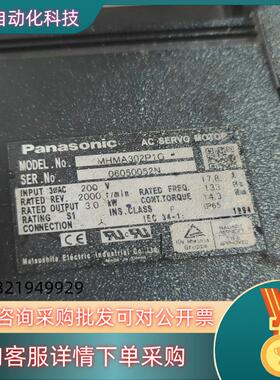 自动化科技
Panasonic AC SERVO MOTOR
MODEL No. MHMA302P1G
SER.No. 06050052N
INPUT 3ΦAC 200 V 17.8 A
RATED REV. 2000 r/min RATED FREQ. 133
RATED OUTPUT 3.0 kW CONT.TORQUE 14.3
RATING S1 INS.CLASS F IP65
CONNECTION IEC 34-1: 1994
Matsushita Electric Industrial Co.,Ltd.
321949929
咨询采购批发可对公开票
客服详情下单采购